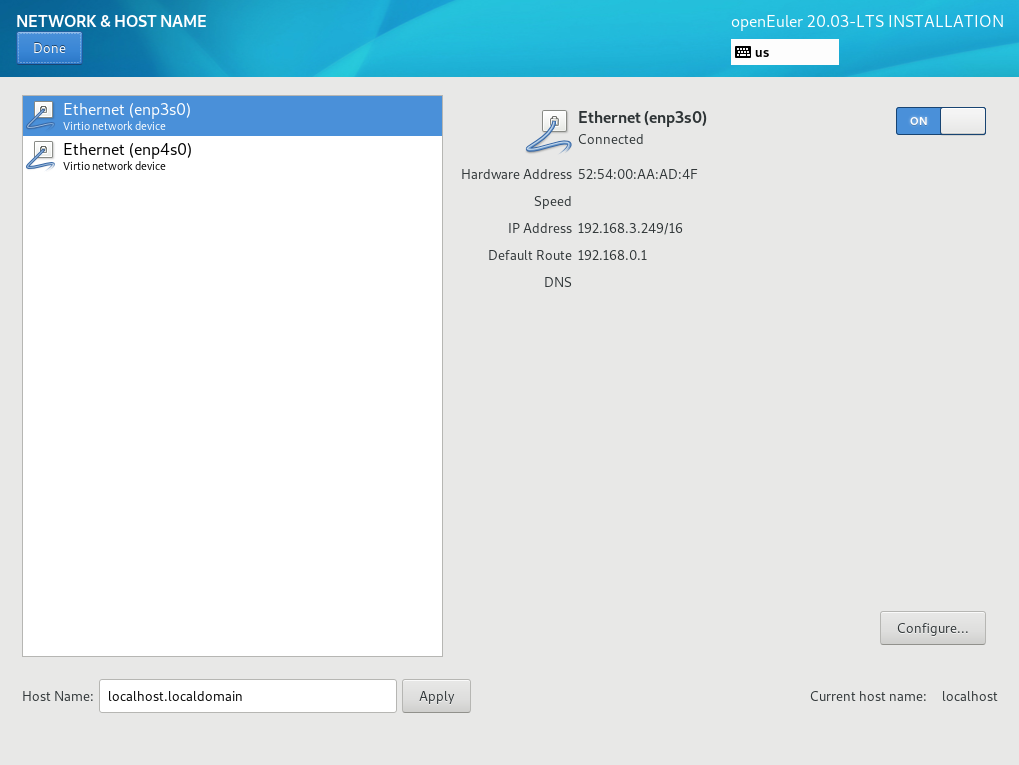 NETWORK & HOST NAME
openEuler 20.03-LTS INSTALLATION
Done
us
Ethernet (enp3s0)
Virtio network device
Ethernet (enp4s0)
Virtio network device
Ethernet (enp3s0)
Connected
ON
Hardware Address 52:54:00:AA:AD:4F
Speed
IP Address 192.168.3.249/16
Default Route 192.168.0.1
DNS
Configure...
Host Name: localhost.localdomain Apply
Current host name: localhost